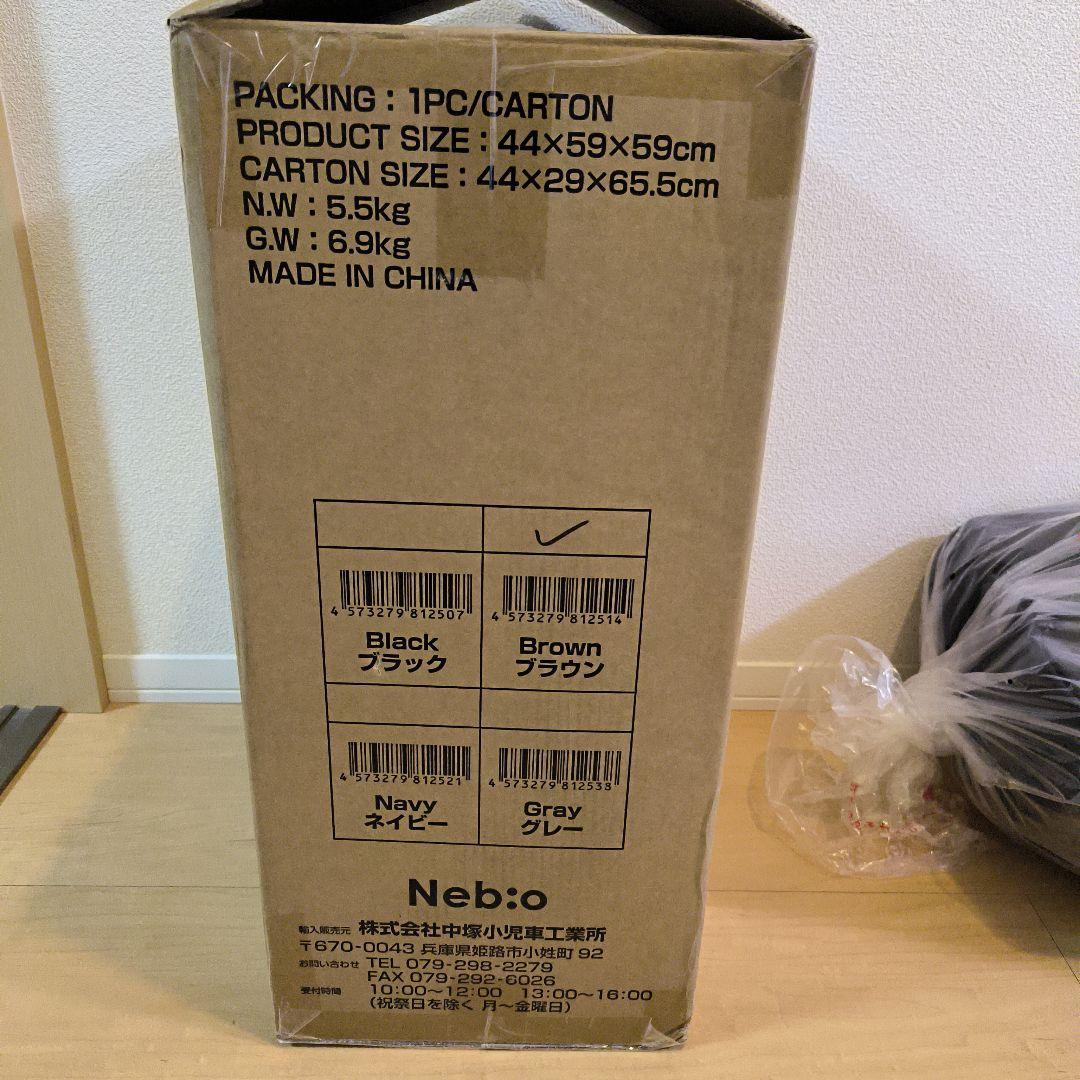 PACKING : 1PC/CARTON
PRODUCT SIZE : 44×59×59cm
CARTON SIZE : 44×29×65.5cm
N.W : 5.5kg
G.W : 6.9kg
MADE IN CHINA
4 573279 812507
Black
ブラック
4 573279 812514
Brown
ブラウン
4 573279 812521
Navy
ネイビー
4 573279 812538
Gray
グレー
Neb:o
輸入販売元 株式会社中塚小児車工業所
〒670-0043 兵庫県姫路市小姓町 92
お問い合わせ TEL 079-298-2279
FAX 079-292-6026
受付時間 10:00～12:00 13:00～16:00
(祝祭日を除く 月～金曜日)